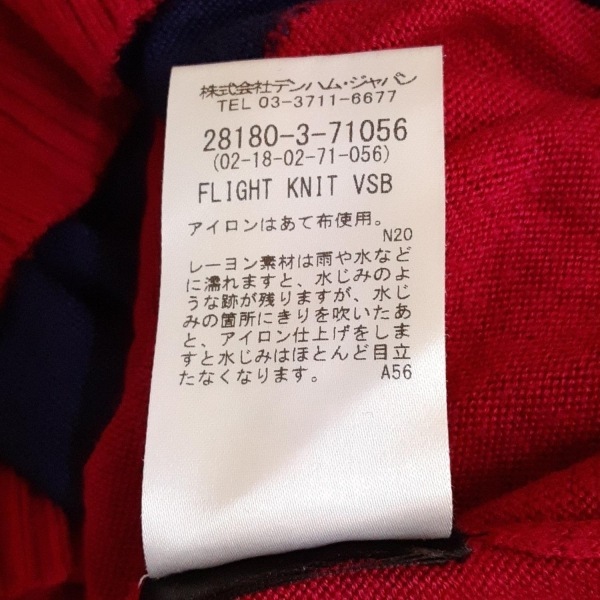 株式会社デンハム・ジャパン
TEL 03-3711-6677
28180-3-71056
(02-18-02-71-056)
FLIGHT KNIT VSB
アイロンはあて布使用。
N20
レーヨン素材は雨や水など
に濡れますと、水じみのよ
うな跡が残りますが、水じ
みの箇所にきりを吹いたあ
と、アイロン仕上げをしま
すと水じみはほとんど目立
たなくなります。 A56